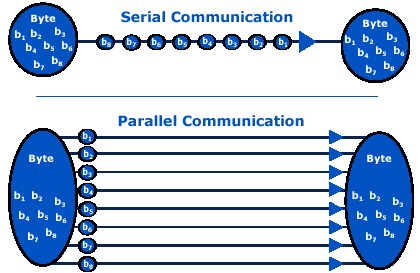 Serial Communication
Byte
b1 b2 b3
b4 b5 b6
b7 b8
b8 b7 b6 b5 b4 b3 b2 b1
Byte
b1 b2 b3
b4 b5 b6
b7 b8
Parallel Communication
Byte
b1 b2 b3
b4 b5 b6
b7 b8
b1
b2
b3
b4
b5
b6
b7
b8
Byte
b1 b2 b3
b4 b5 b6
b7 b8